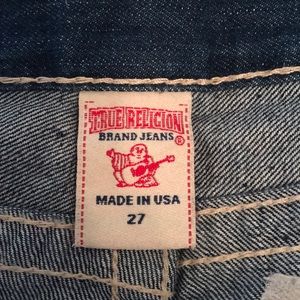 TRUE RELIGION
®
BRAND JEANS
MADE IN USA
27